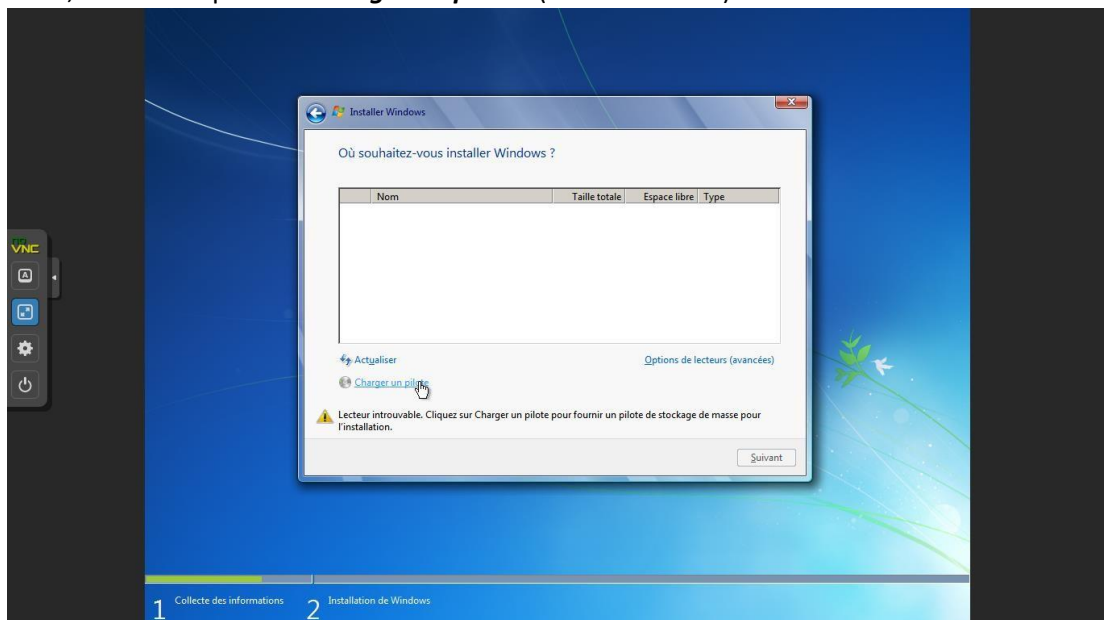 Installer Windows
Où souhaitez-vous installer Windows ?
Nom Taille totale Espace libre Type
noVNC
A
Actualiser Options de lecteurs (avancées)
Charger un pilote
Lecteur introuvable. Cliquez sur Charger un pilote pour fournir un pilote de stockage de masse pour
l'installation.
Suivant
1 Collecte des informations 2 Installation de Windows